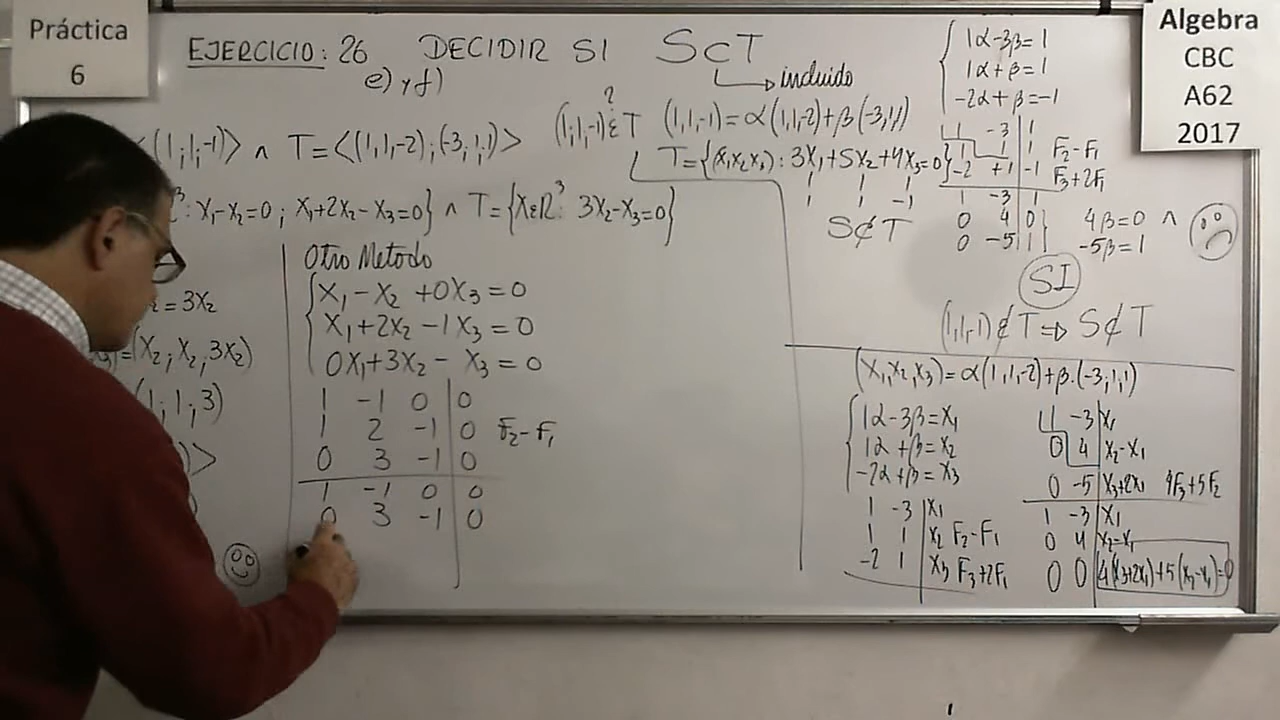 Práctica
6
EJERCICIO: 26 DECIDIR SI S⊂T
e) y f)
incluido
Algebra
CBC
A62
2017
1α-3β=1
1α+β=1
-2α+β=-1
(1;1;-1)⟩ ∧ T=⟨(1,1,-2);(-3;1;1)⟩
(1;1;-1) ∈ T
?
(1,1,-1)=α(1,1,-2)+β(-3,1,1)
T={(X₁X₂X₃): 3X₁+5X₂+4X₃=0}
1 1 -1
1 1 -1
S⊄T
1 -3 | 1
1 1 | 1 F₂-F₁
-2 +1 | -1 F₃+2F₁
1 -3 | 1
0 4 | 0
0 -5 | 1
4β=0 ∧
-5β=1
SI
(1,1,-1)∉T⇒S⊄T
³: X₁-X₂=0; X₁+2X₂-X₃=0} ∧ T={X∈R³: 3X₂-X₃=0}
=3X₂
=(X₂;X₂,3X₂)
(1;1;3)
⟩
Otro Metodo
X₁-X₂+0X₃=0
X₁+2X₂-1X₃=0
0X₁+3X₂-X₃=0
1 -1 0 | 0
1 2 -1 | 0 F₂-F₁
0 3 -1 | 0
1 -1 0 | 0
0 3 -1 | 0
(X₁,X₂,X₃)=α(1,1,-2)+β.(-3,1,1)
1α-3β=X₁
1α+β=X₂
-2α+β=X₃
1 -3 | X₁
1 1 | X₂ F₂-F₁
-2 1 | X₃ F₃+2F₁
1 -3 | X₁
0 4 | X₂-X₁
0 -5 | X₃+2X₁ 4F₃+5F₂
1 -3 | X₁
0 4 | X₂-X₁
0 0 | 4(X₃+2X₁)+5(X₂-X₁)=0